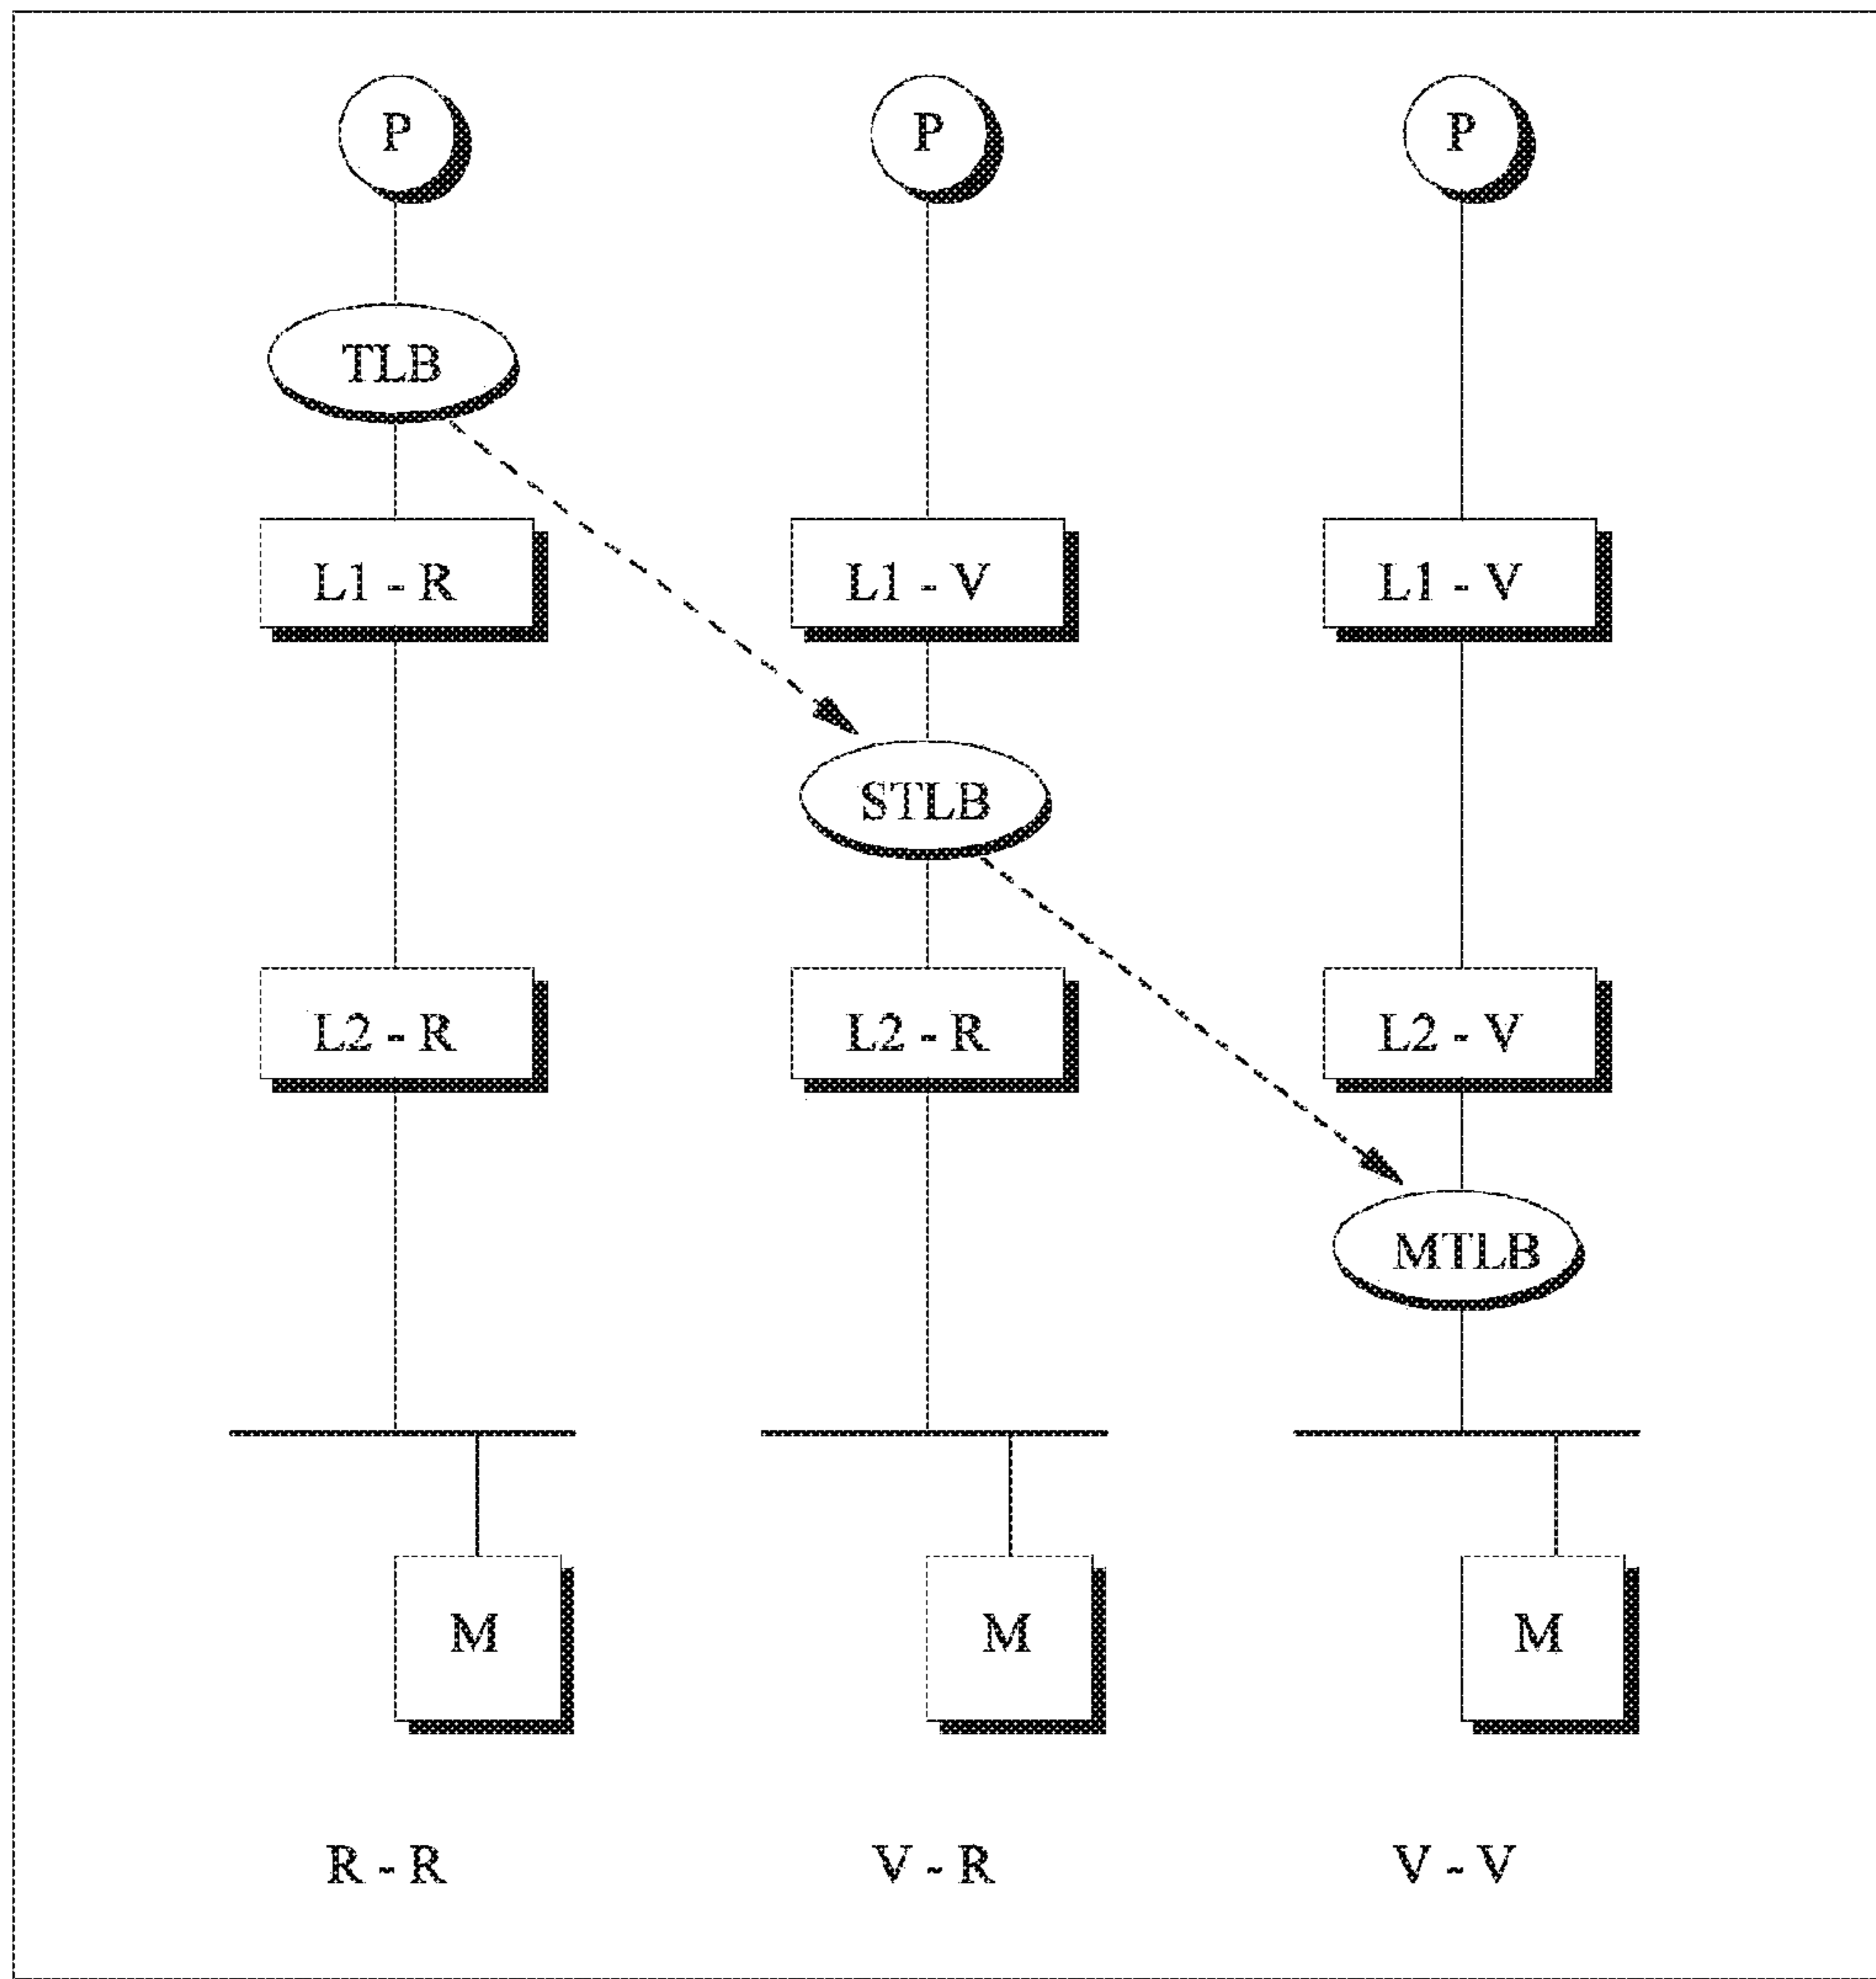 P P P
TLB
L1 - R L1 - V L1 - V
STLB
L2 - R L2 - R L2 - V
MTLB
M M M
R - R V - R V - V